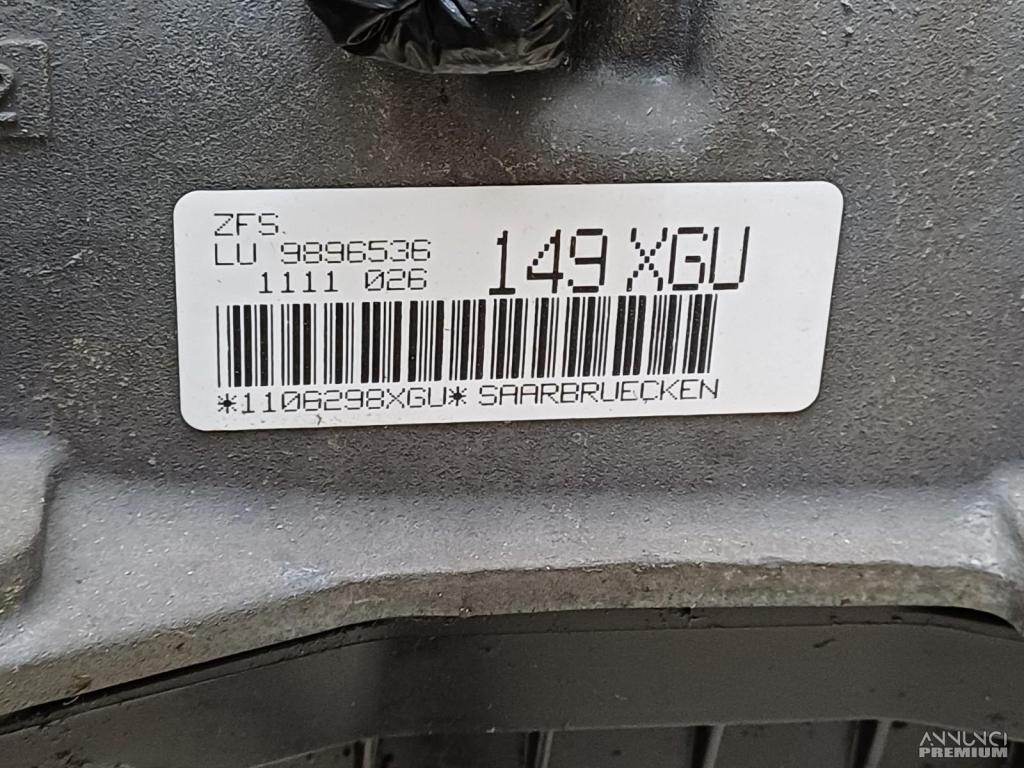 ZFS.
LU 9896536
1111 026
149 XGU
*1106298XGU* SAARBRUECKEN
ANNUNCI
PREMIUM